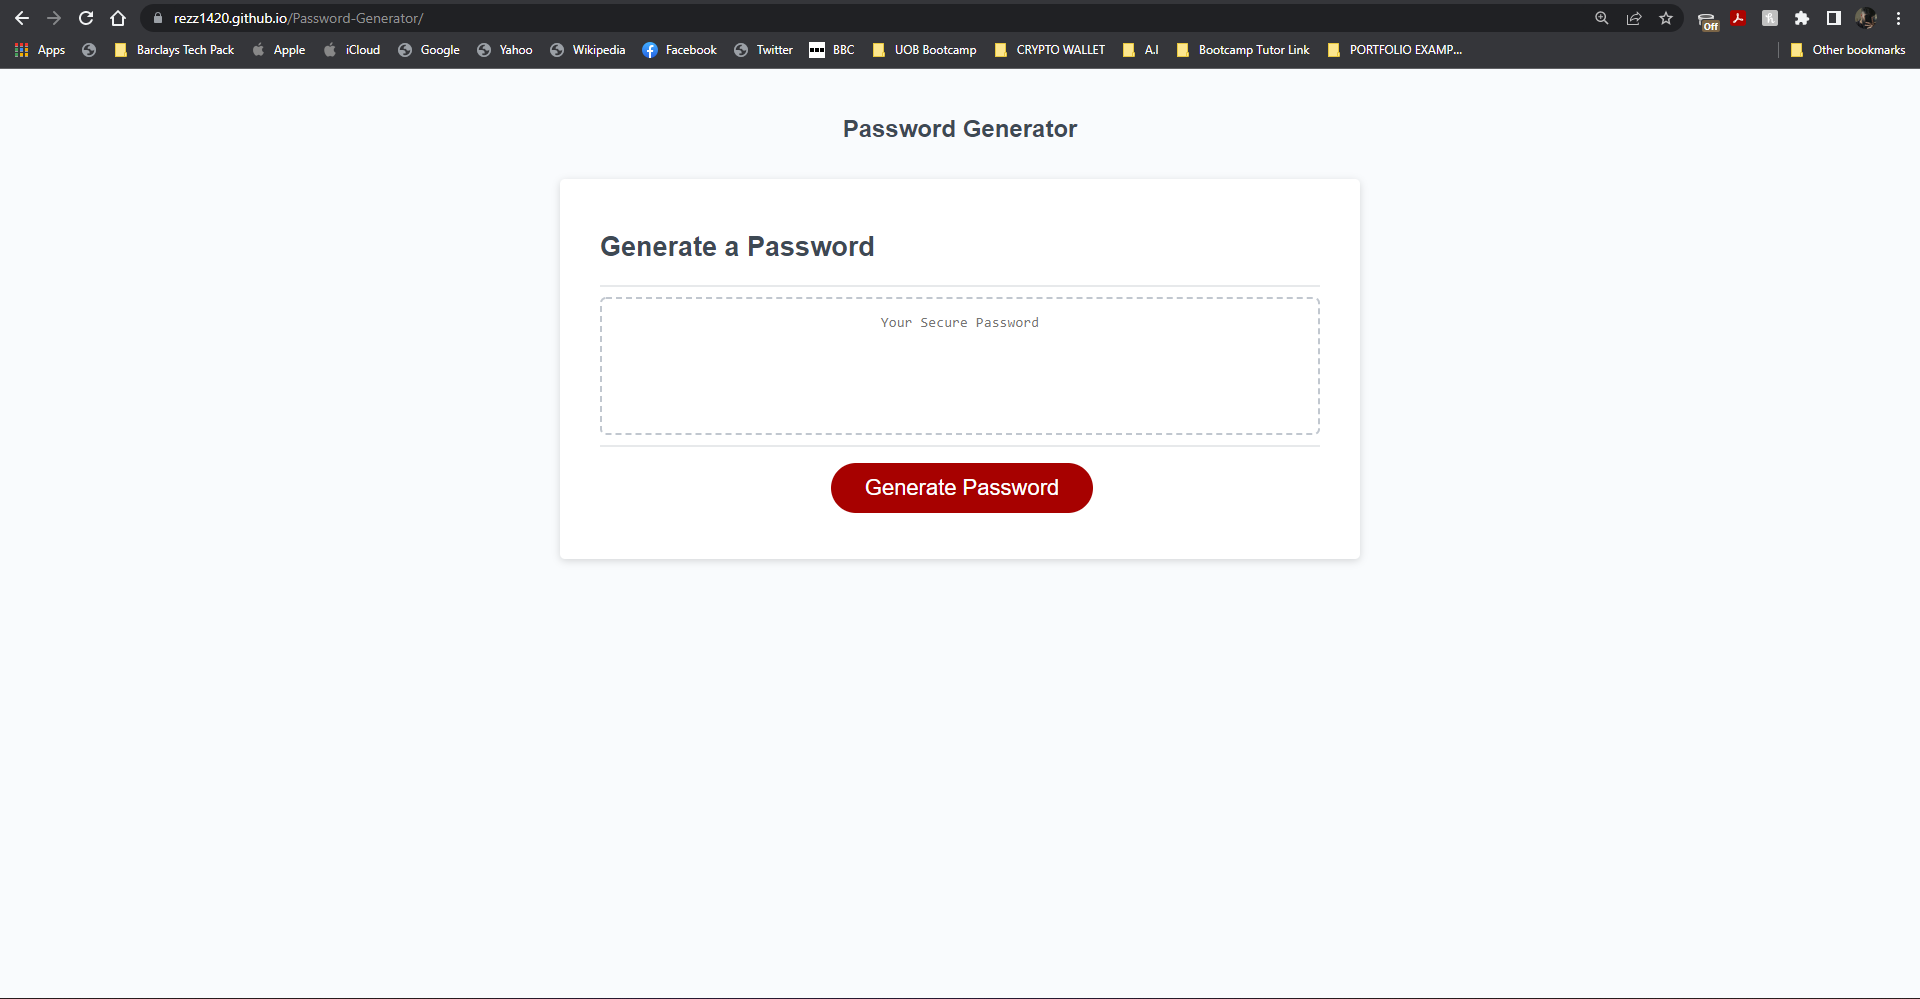 rezz1420.github.io/Password-Generator/
Off
Apps Barclays Tech Pack Apple iCloud Google Yahoo Wikipedia Facebook Twitter BBC UOB Bootcamp CRYPTO WALLET A.I Bootcamp Tutor Link PORTFOLIO EXAMP... Other bookmarks
Password Generator
Generate a Password
Your Secure Password
Generate Password